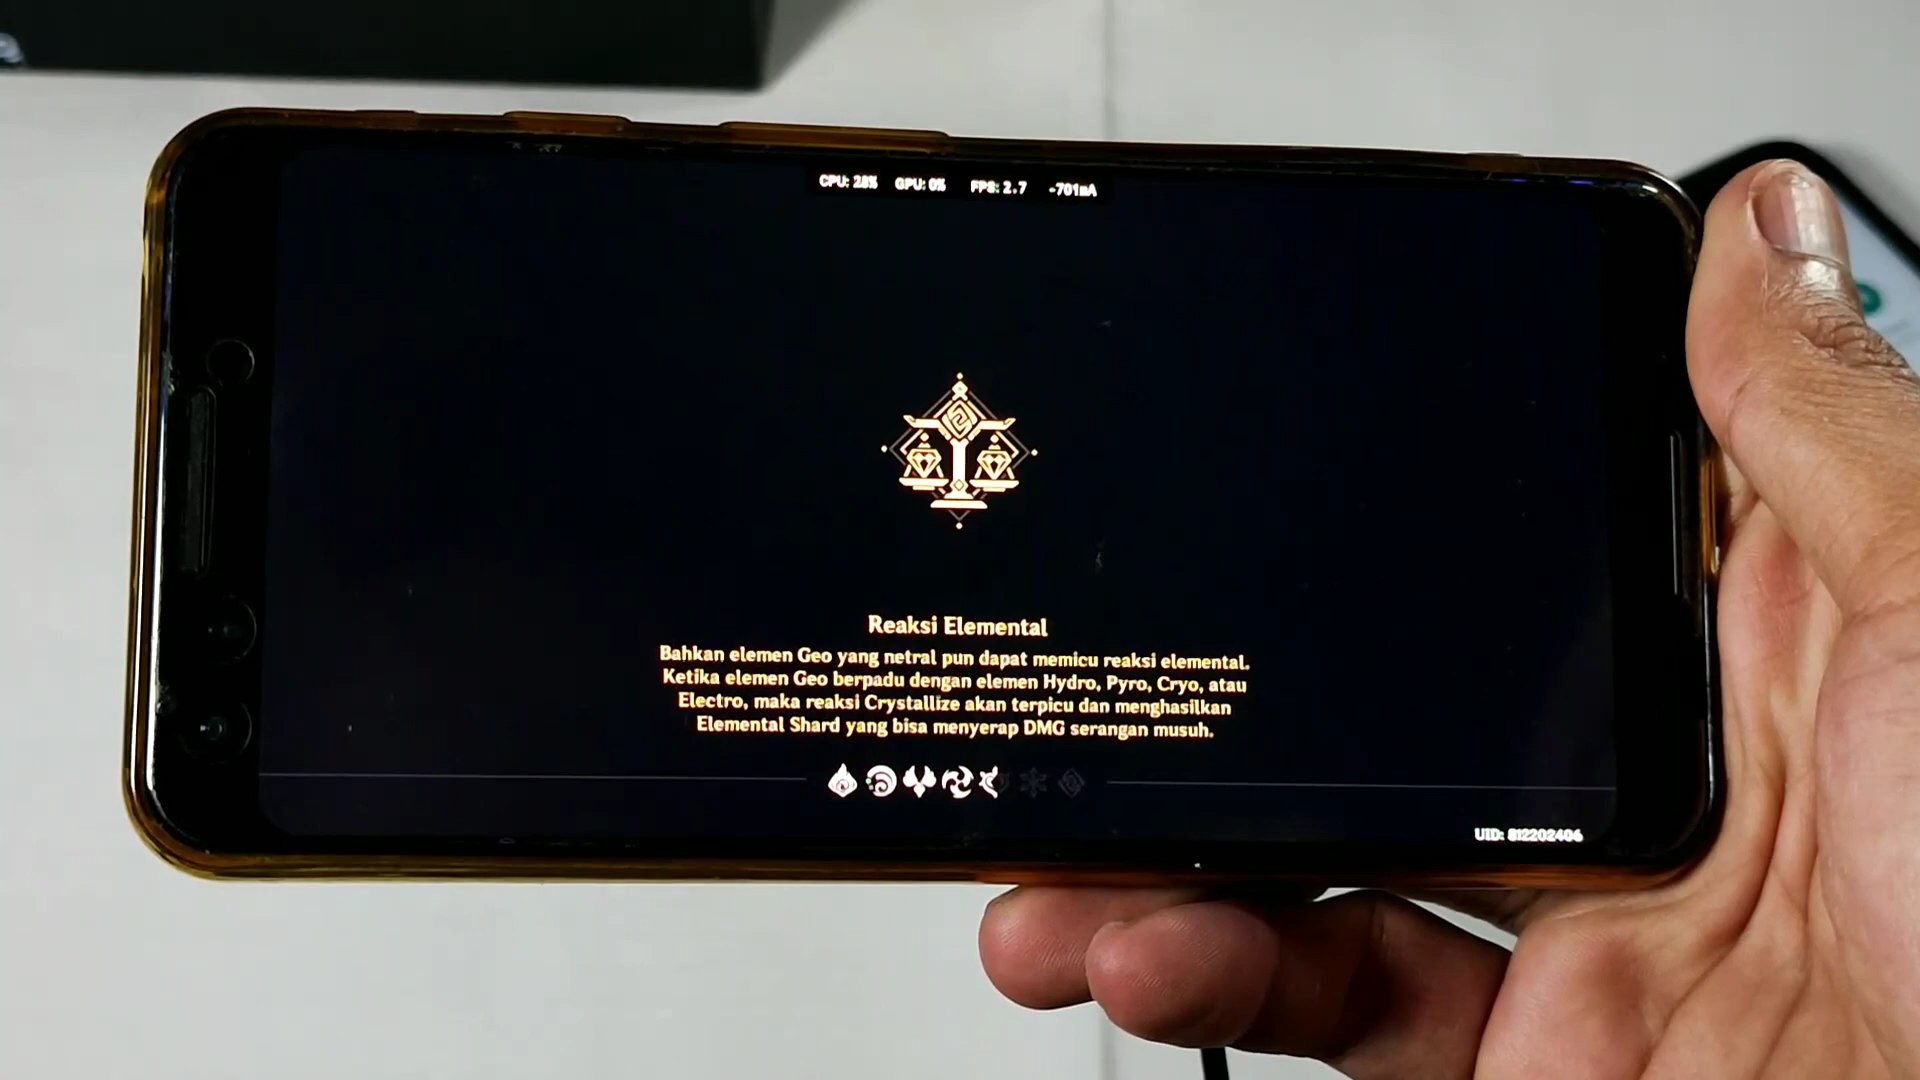 CPU: 28% GPU: 0% FPS: 2.7 -701mA
Reaksi Elemental
Bahkan elemen Geo yang netral pun dapat memicu reaksi elemental.
Ketika elemen Geo berpadu dengan elemen Hydro, Pyro, Cryo, atau
Electro, maka reaksi Crystallize akan terpicu dan menghasilkan
Elemental Shard yang bisa menyerap DMG serangan musuh.
UID: 812202406